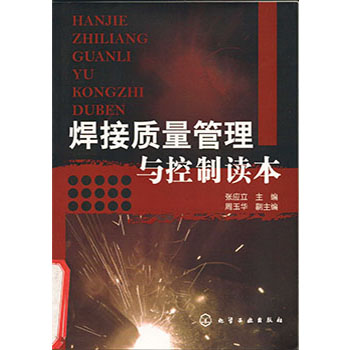 HANJIE
ZHILIANG
GUANLI
YU
KONGZHI
DUBEN
焊接质量管理
与控制读本
张应立 主编
周玉华 副主编
化学工业出版社